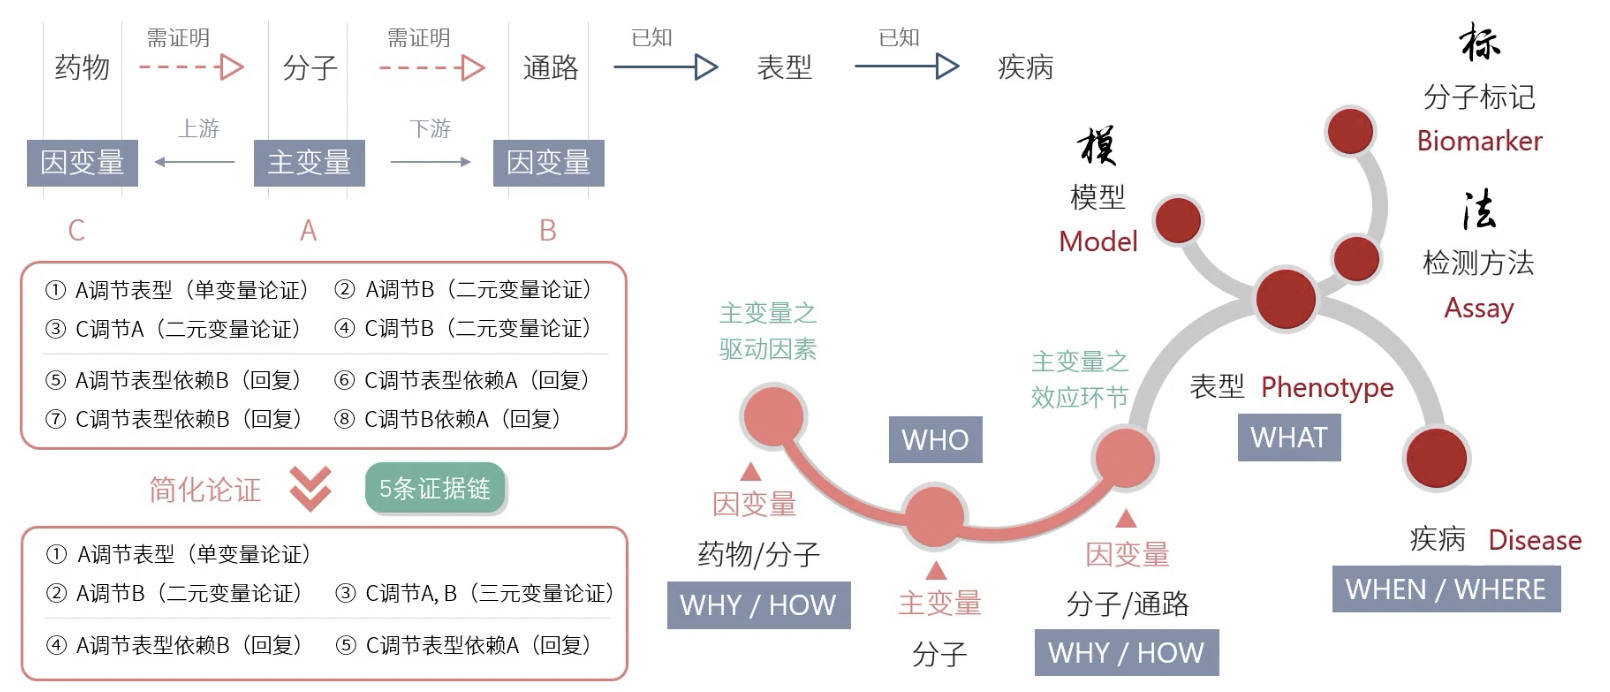 药物
需证明
分子
需证明
通路
已知
表型
已知
疾病
因变量
上游
主变量
下游
因变量
C
A
B
① A调节表型（单变量论证）
② A调节B（二元变量论证）
③ C调节A（二元变量论证）
④ C调节B（二元变量论证）
⑤ A调节表型依赖B（回复）
⑥ C调节表型依赖A（回复）
⑦ C调节表型依赖B（回复）
⑧ C调节B依赖A（回复）
简化论证
5条证据链
① A调节表型（单变量论证）
② A调节B（二元变量论证）
③ C调节A, B（三元变量论证）
④ A调节表型依赖B（回复）
⑤ C调节表型依赖A（回复）
主变量之
驱动因素
因变量
药物/分子
WHY / HOW
WHO
主变量
分子
主变量之
效应环节
因变量
分子/通路
WHY / HOW
模
模型
Model
标
分子标记
Biomarker
法
检测方法
Assay
表型 Phenotype
WHAT
疾病 Disease
WHEN / WHERE